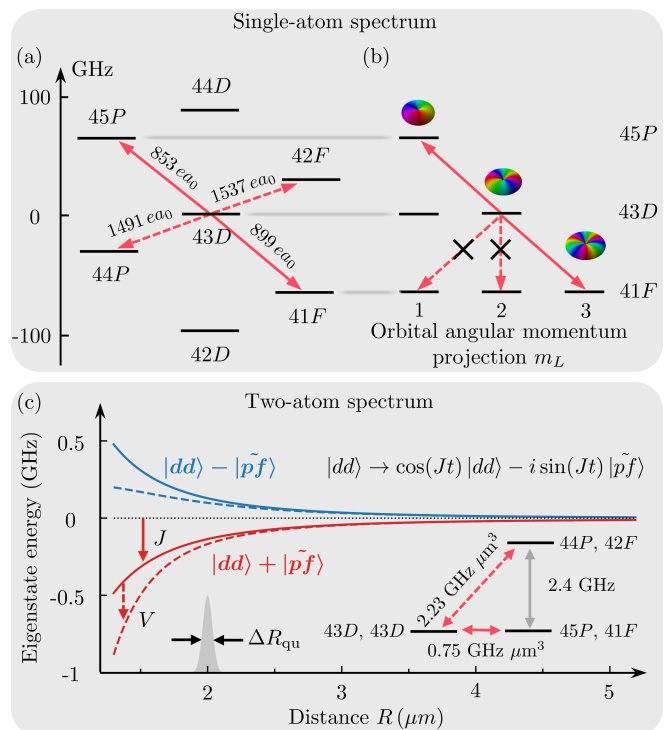 Single-atom spectrum
(a)
GHz
100
0
-100
44D
45P
42F
853 ea₀
1537 ea₀
1491 ea₀
43D
899 ea₀
44P
41F
42D
(b)
45P
43D
41F
1 2 3
Orbital angular momentum
projection m_L
(c)
Two-atom spectrum
Eigenstate energy (GHz)
0.5
0
-0.5
-1
|dd⟩ − |p̃f⟩
|dd⟩ → cos(Jt) |dd⟩ − i sin(Jt) |p̃f⟩
J
|dd⟩ + |p̃f⟩
V
ΔR_qu
44P, 42F
2.23 GHz μm³
2.4 GHz
43D, 43D
45P, 41F
0.75 GHz μm³
2 3 4 5
Distance R (μm)